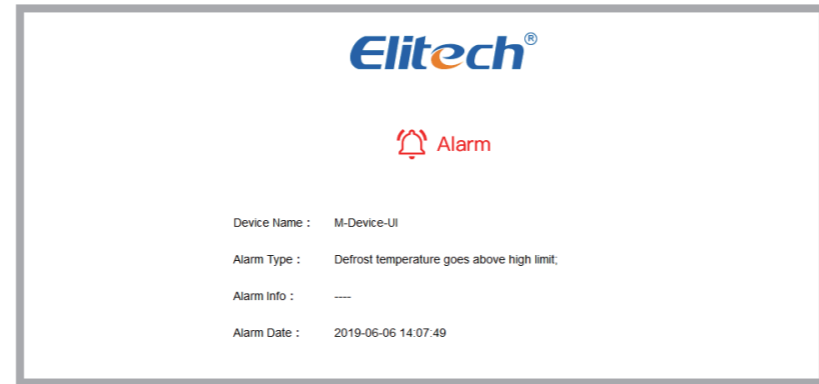 Elitech®
Alarm
Device Name : M-Device-UI
Alarm Type : Defrost temperature goes above high limit;
Alarm Info : ----
Alarm Date : 2019-06-06 14:07:49